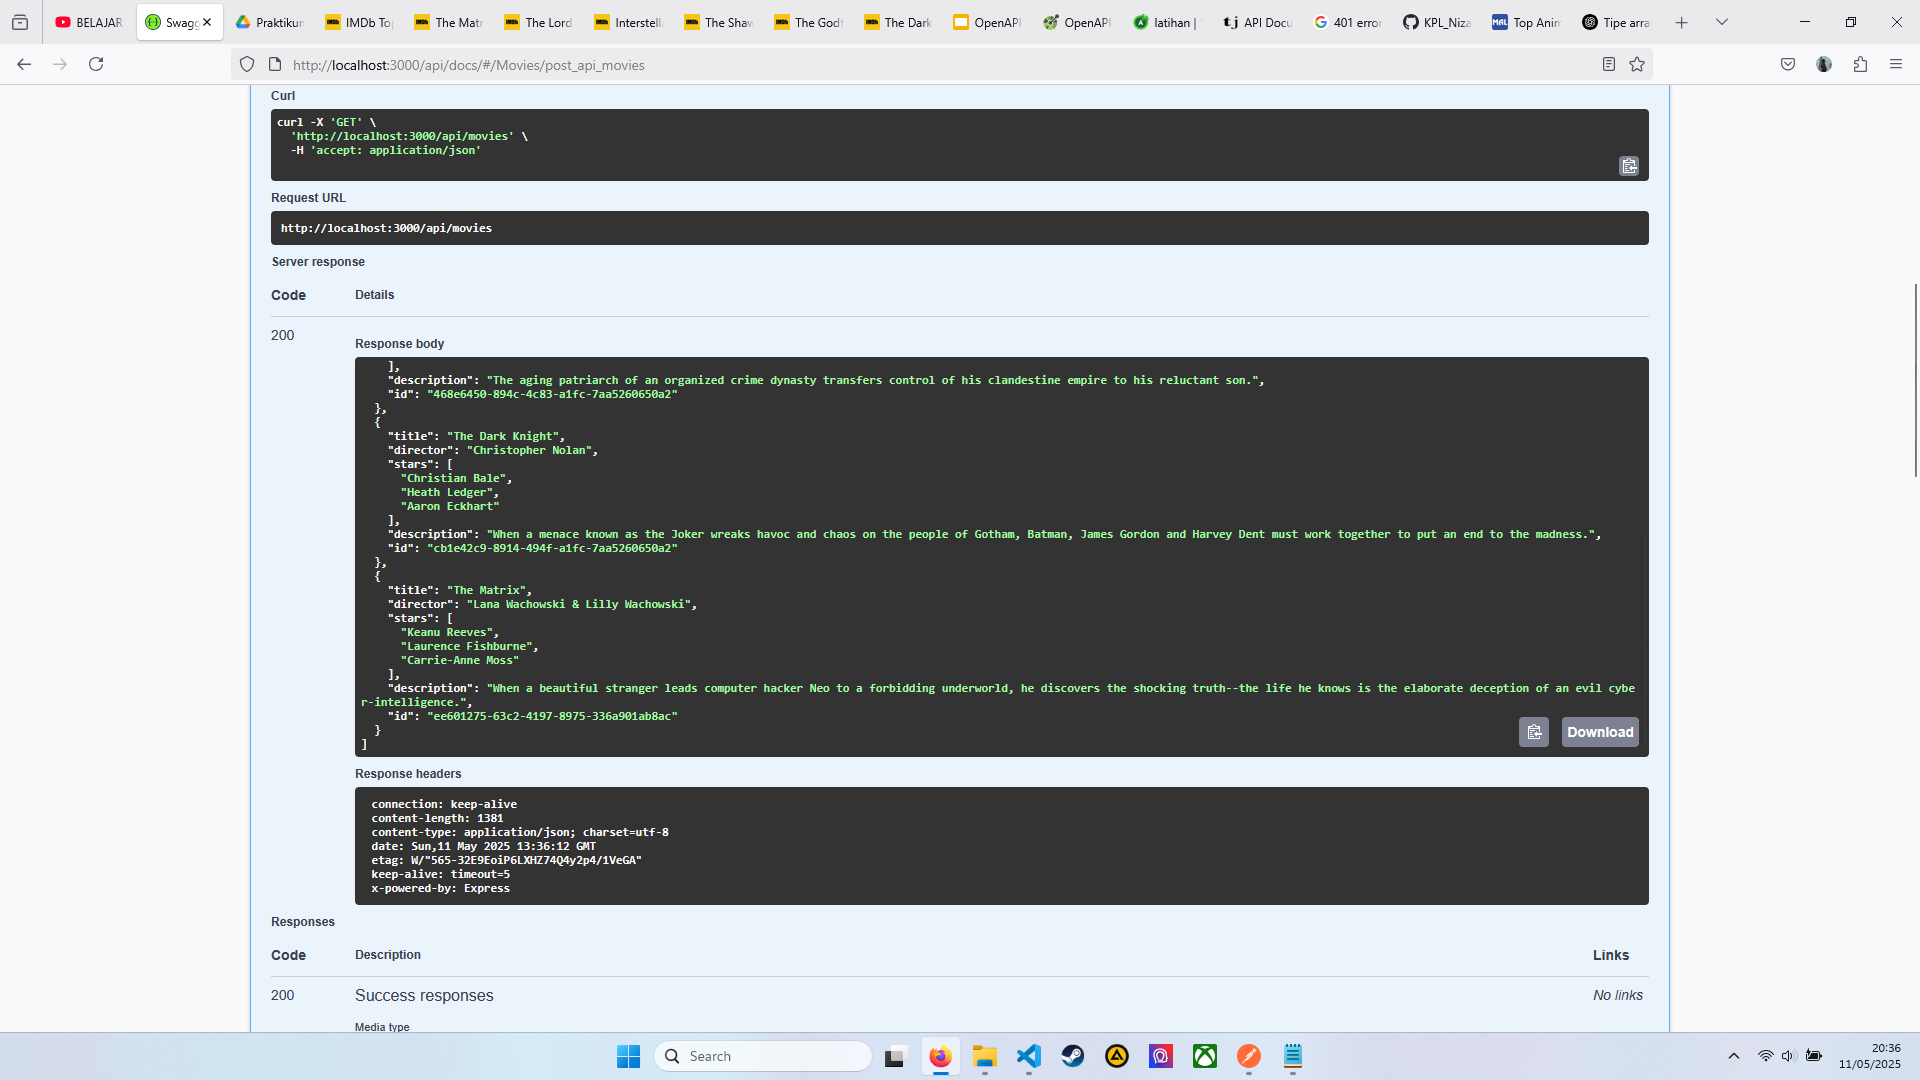 BELAJAR
Swagg
Praktikun
IMDb To
The Matr
The Lord
Interstell
The Shaw
The Godf
The Dark
OpenAPI
OpenAPI
latihan |
API Docu
401 error
KPL_Niza
Top Anim
Tipe arra
http://localhost:3000/api/docs/#/Movies/post_api_movies
Curl
curl -X 'GET' \
'http://localhost:3000/api/movies' \
-H 'accept: application/json'
Request URL
http://localhost:3000/api/movies
Server response
Code Details
200
Response body
],
"description": "The aging patriarch of an organized crime dynasty transfers control of his clandestine empire to his reluctant son.",
"id": "468e6450-894c-4c83-a1fc-7aa5260650a2"
},
{
"title": "The Dark Knight",
"director": "Christopher Nolan",
"stars": [
"Christian Bale",
"Heath Ledger",
"Aaron Eckhart"
],
"description": "When a menace known as the Joker wreaks havoc and chaos on the people of Gotham, Batman, James Gordon and Harvey Dent must work together to put an end to the madness.",
"id": "cb1e42c9-8914-494f-a1fc-7aa5260650a2"
},
{
"title": "The Matrix",
"director": "Lana Wachowski & Lilly Wachowski",
"stars": [
"Keanu Reeves",
"Laurence Fishburne",
"Carrie-Anne Moss"
],
"description": "When a beautiful stranger leads computer hacker Neo to a forbidding underworld, he discovers the shocking truth--the life he knows is the elaborate deception of an evil cybe
r-intelligence.",
"id": "ee601275-63c2-4197-8975-336a901ab8ac"
}
]
Download
Response headers
connection: keep-alive
content-length: 1381
content-type: application/json; charset=utf-8
date: Sun,11 May 2025 13:36:12 GMT
etag: W/"565-32E9EoiP6LXHZ74Q4y2p4/1VeGA"
keep-alive: timeout=5
x-powered-by: Express
Responses
Code Description Links
200 Success responses No links
Media type
Search
20:36
11/05/2025